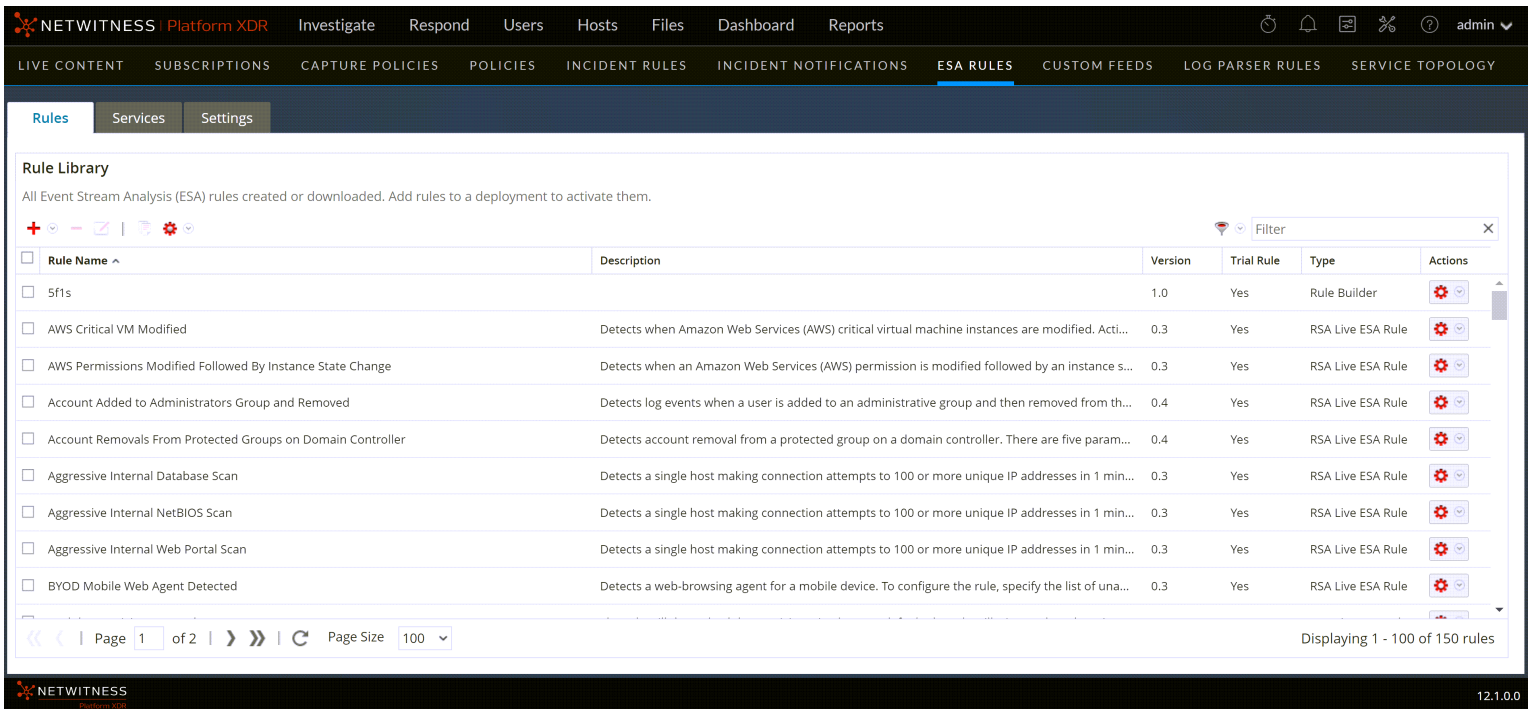 NETWITNESS | Platform XDR Investigate Respond Users Hosts Files Dashboard Reports admin
LIVE CONTENT SUBSCRIPTIONS CAPTURE POLICIES POLICIES INCIDENT RULES INCIDENT NOTIFICATIONS ESA RULES CUSTOM FEEDS LOG PARSER RULES SERVICE TOPOLOGY
Rules Services Settings
Rule Library
All Event Stream Analysis (ESA) rules created or downloaded. Add rules to a deployment to activate them.
Filter
Rule Name Description Version Trial Rule Type Actions
5f1s 1.0 Yes Rule Builder
AWS Critical VM Modified Detects when Amazon Web Services (AWS) critical virtual machine instances are modified. Acti... 0.3 Yes RSA Live ESA Rule
AWS Permissions Modified Followed By Instance State Change Detects when an Amazon Web Services (AWS) permission is modified followed by an instance s... 0.3 Yes RSA Live ESA Rule
Account Added to Administrators Group and Removed Detects log events when a user is added to an administrative group and then removed from th... 0.4 Yes RSA Live ESA Rule
Account Removals From Protected Groups on Domain Controller Detects account removal from a protected group on a domain controller. There are five param... 0.4 Yes RSA Live ESA Rule
Aggressive Internal Database Scan Detects a single host making connection attempts to 100 or more unique IP addresses in 1 min... 0.3 Yes RSA Live ESA Rule
Aggressive Internal NetBIOS Scan Detects a single host making connection attempts to 100 or more unique IP addresses in 1 min... 0.3 Yes RSA Live ESA Rule
Aggressive Internal Web Portal Scan Detects a single host making connection attempts to 100 or more unique IP addresses in 1 min... 0.3 Yes RSA Live ESA Rule
BYOD Mobile Web Agent Detected Detects a web-browsing agent for a mobile device. To configure the rule, specify the list of una... 0.3 Yes RSA Live ESA Rule
Page 1 of 2 Page Size 100 Displaying 1 - 100 of 150 rules
NETWITNESS
Platform XDR
12.1.0.0